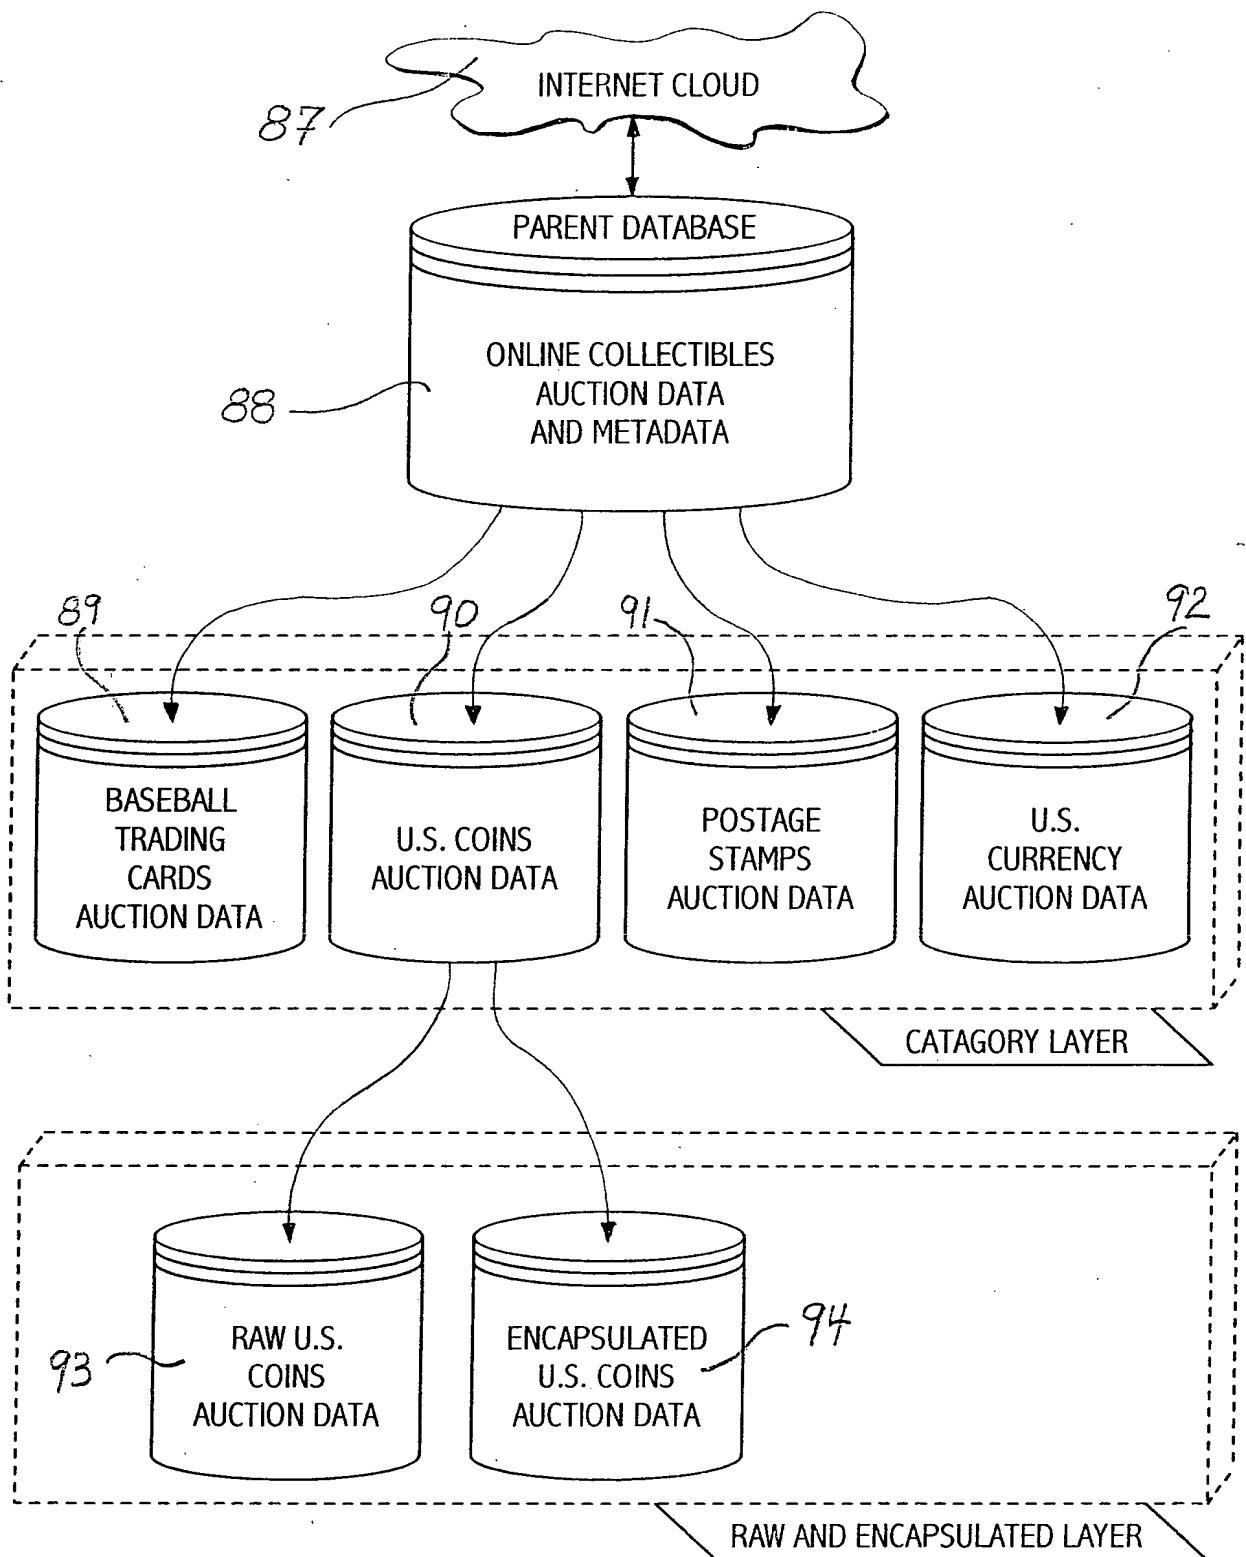 INTERNET CLOUD
87
PARENT DATABASE
ONLINE COLLECTIBLES
AUCTION DATA
AND METADATA
88
89
90
91
92
BASEBALL
TRADING
CARDS
AUCTION DATA
U.S. COINS
AUCTION DATA
POSTAGE
STAMPS
AUCTION DATA
U.S.
CURRENCY
AUCTION DATA
CATAGORY LAYER
RAW U.S.
COINS
AUCTION DATA
93
ENCAPSULATED
U.S. COINS
AUCTION DATA
94
RAW AND ENCAPSULATED LAYER